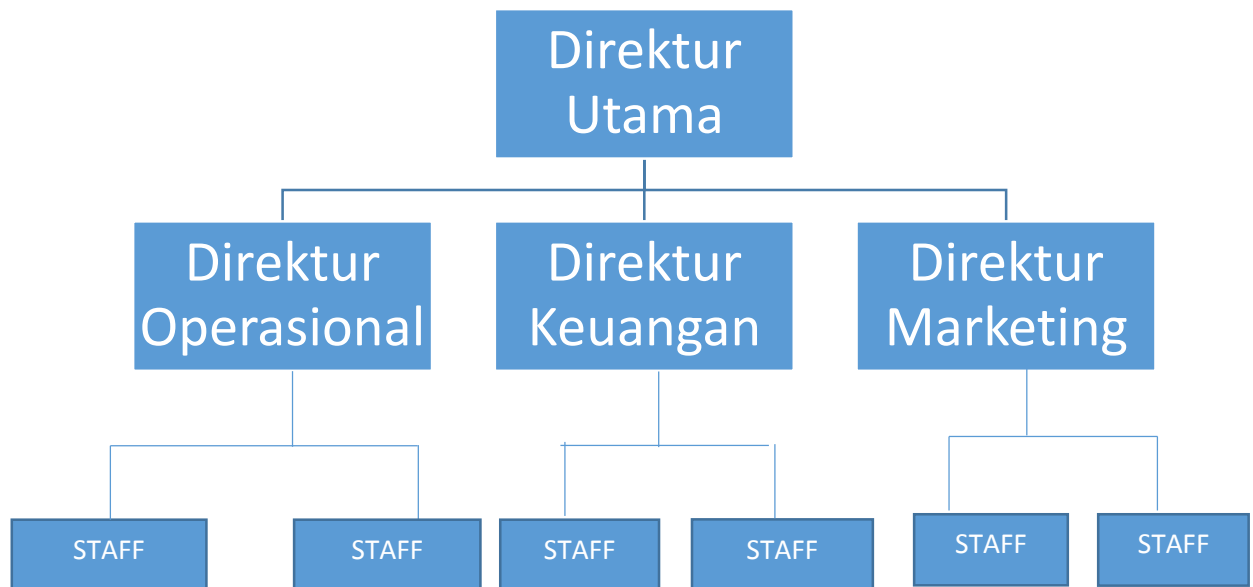 Direktur
Utama
Direktur
Operasional
Direktur
Keuangan
Direktur
Marketing
STAFF
STAFF
STAFF
STAFF
STAFF
STAFF